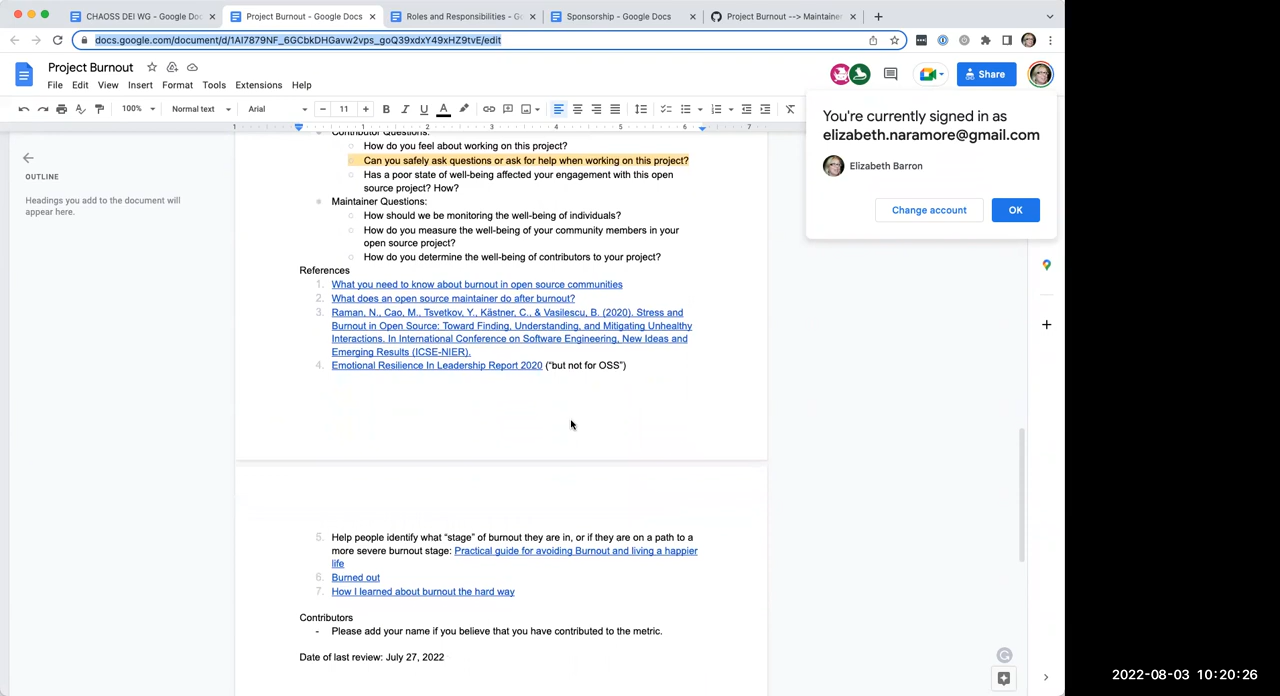 CHAOSS DEI WG - Google Doc
Project Burnout - Google Docs
Roles and Responsibilities - Go
Sponsorship - Google Docs
Project Burnout --> Maintainer
docs.google.com/document/d/1AI7879NF_6GCbkDHGavw2vps_goQ39xdxY49xHZ9tvE/edit
Project Burnout
File Edit View Insert Format Tools Extensions Help
Share
100% Normal text Arial 11
You're currently signed in as
elizabeth.naramore@gmail.com
Elizabeth Barron
Change account OK
OUTLINE
Headings you add to the document will
appear here.
1 1 2 3 4 5 6 7
Contributor Questions:
How do you feel about working on this project?
Can you safely ask questions or ask for help when working on this project?
Has a poor state of well-being affected your engagement with this open
source project? How?
Maintainer Questions:
How should we be monitoring the well-being of individuals?
How do you measure the well-being of your community members in your
open source project?
How do you determine the well-being of contributors to your project?
References
1. What you need to know about burnout in open source communities
2. What does an open source maintainer do after burnout?
3. Raman, N., Cao, M., Tsvetkov, Y., Kästner, C., & Vasilescu, B. (2020). Stress and
Burnout in Open Source: Toward Finding, Understanding, and Mitigating Unhealthy
Interactions. In International Conference on Software Engineering, New Ideas and
Emerging Results (ICSE-NIER).
4. Emotional Resilience In Leadership Report 2020 (“but not for OSS”)
5. Help people identify what “stage” of burnout they are in, or if they are on a path to a
more severe burnout stage: Practical guide for avoiding Burnout and living a happier
life
6. Burned out
7. How I learned about burnout the hard way
Contributors
- Please add your name if you believe that you have contributed to the metric.
Date of last review: July 27, 2022
2022-08-03 10:20:26